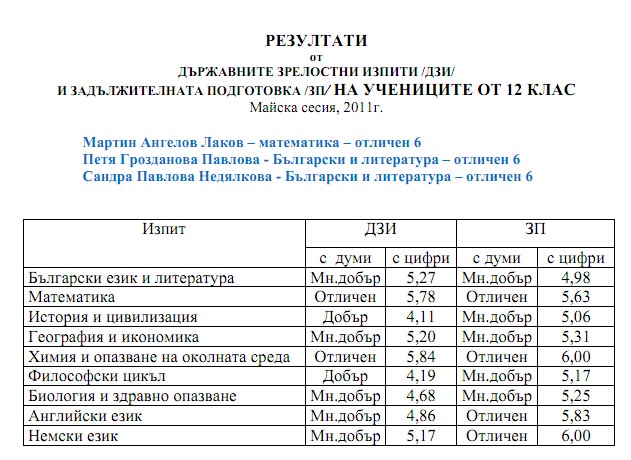 РЕЗУЛТАТИ
от
ДЪРЖАВНИТЕ ЗРЕЛОСТНИ ИЗПИТИ /ДЗИ/
И ЗАДЪЛЖИТЕЛНАТА ПОДГОТОВКА /ЗП/ НА УЧЕНИЦИТЕ ОТ 12 КЛАС
Майска сесия, 2011г.
Мартин Ангелов Лаков – математика – отличен 6
Петя Грозданова Павлова - Български и литература – отличен 6
Сандра Павлова Недялкова - Български и литература – отличен 6
Изпит ДЗИ ЗП
с думи с цифри с думи с цифри
Български език и литература Мн.добър 5,27 Мн.добър 4,98
Математика Отличен 5,78 Отличен 5,63
История и цивилизация Добър 4,11 Мн.добър 5,06
География и икономика Мн.добър 5,20 Мн.добър 5,31
Химия и опазване на околната среда Отличен 5,84 Отличен 6,00
Философски цикъл Добър 4,19 Мн.добър 5,17
Биология и здравно опазване Мн.добър 4,68 Мн.добър 5,25
Английски език Мн.добър 4,86 Отличен 5,83
Немски език Мн.добър 5,17 Отличен 6,00